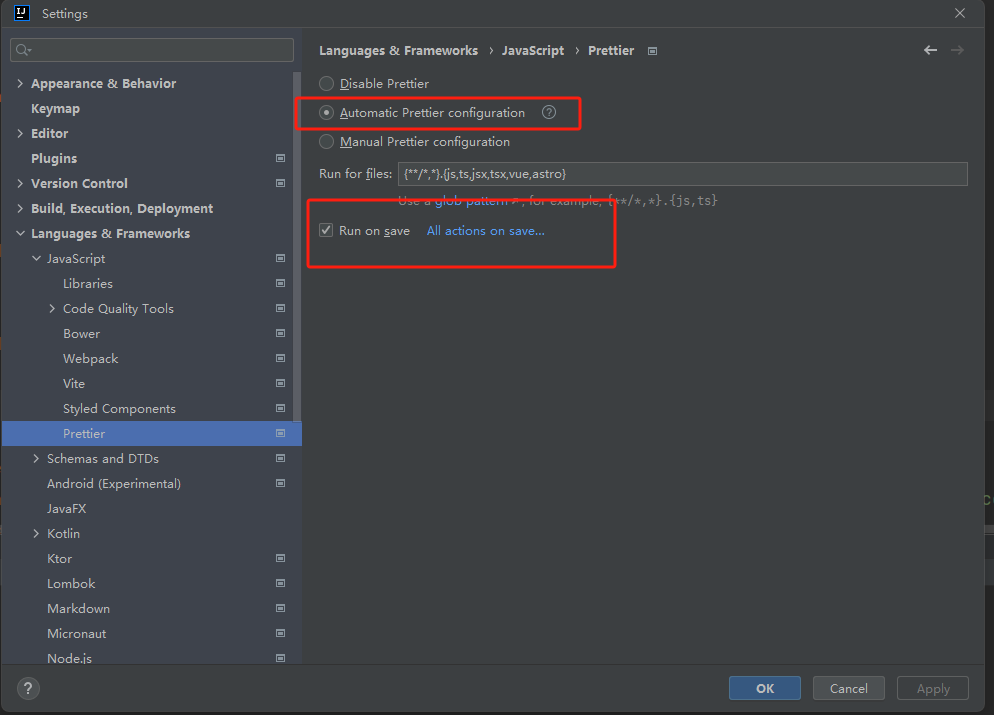 IJ
Settings
Languages & Frameworks › JavaScript › Prettier
Appearance & Behavior
Keymap
Editor
Plugins
Version Control
Build, Execution, Deployment
Languages & Frameworks
JavaScript
Libraries
Code Quality Tools
Bower
Webpack
Vite
Styled Components
Prettier
Schemas and DTDs
Android (Experimental)
JavaFX
Kotlin
Ktor
Lombok
Markdown
Micronaut
Node.js
Disable Prettier
Automatic Prettier configuration ?
Manual Prettier configuration
Run for files: {**/*,*}.{js,ts,jsx,tsx,vue,astro}
Use a glob pattern ↗, for example, {**/*,*}.{js,ts}
Run on save All actions on save...
?
OK Cancel Apply